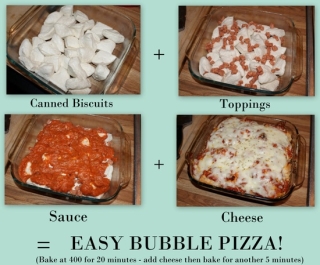 Canned Biscuits
+
Toppings
Sauce
+
Cheese
= EASY BUBBLE PIZZA!
(Bake at 400 for 20 minutes - add cheese then bake for another 5 minutes)